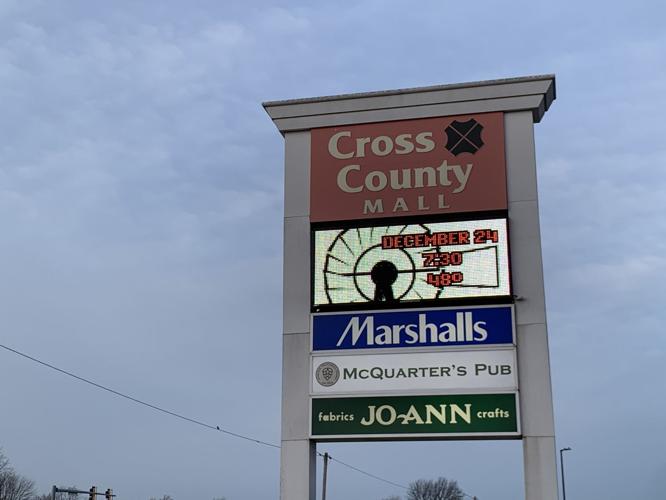 Cross
County
MALL
DECEMBER 24
7:30
48°
Marshalls
MCQUARTER'S PUB
fabrics JO-ANN crafts